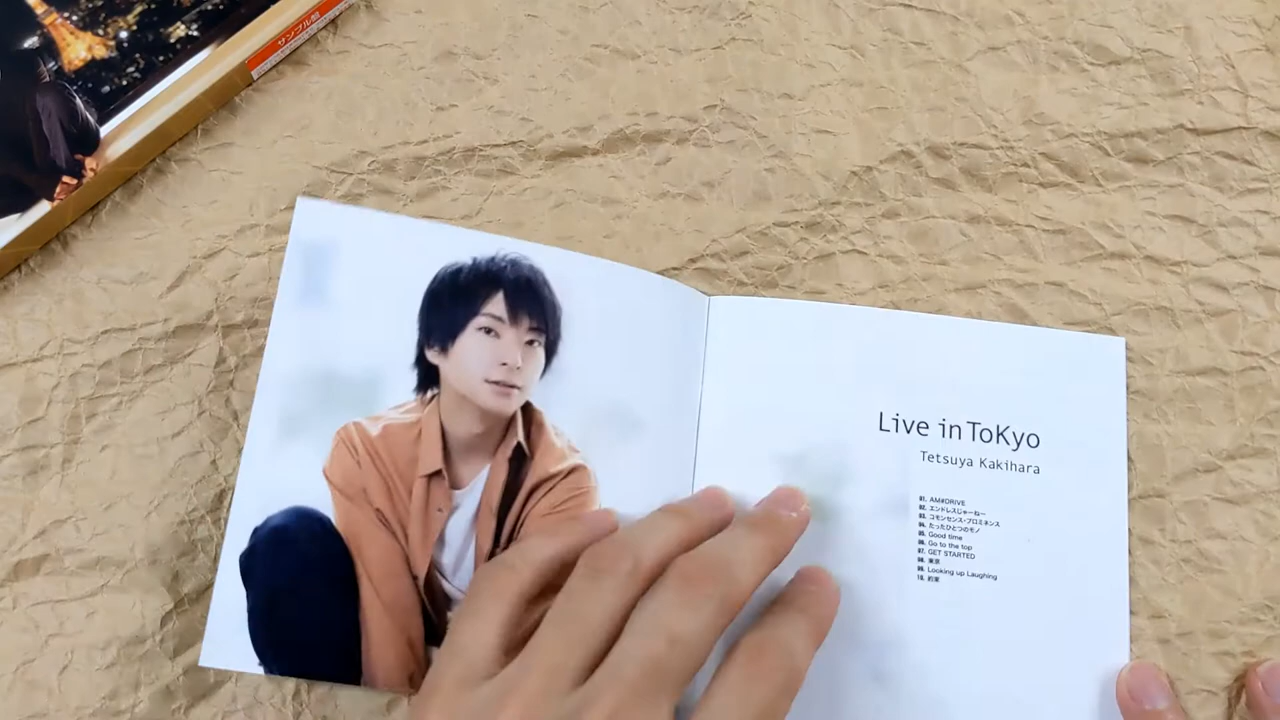 サンプル盤
Live in ToKyo
Tetsuya Kakihara
01. AM#DRIVE
02. エンドレスじゃーねー
03. コモンセンス・プロミネンス
04. たったひとつのモノ
05. Good time
06. Go to the top
07. GET STARTED
08. 東京
09. Looking up Laughing
10. 約束